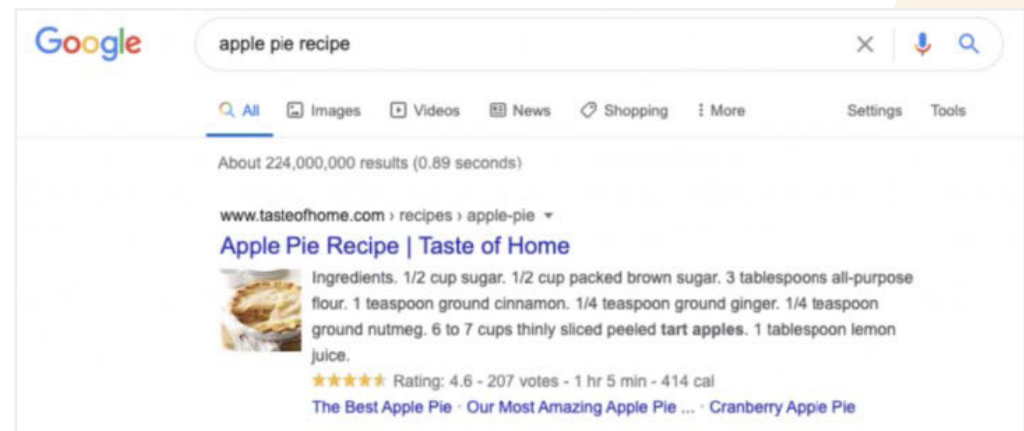 Google apple pie recipe
All Images Videos News Shopping More Settings Tools
About 224,000,000 results (0.89 seconds)
www.tasteofhome.com › recipes › apple-pie
Apple Pie Recipe | Taste of Home
Ingredients. 1/2 cup sugar. 1/2 cup packed brown sugar. 3 tablespoons all-purpose
flour. 1 teaspoon ground cinnamon. 1/4 teaspoon ground ginger. 1/4 teaspoon
ground nutmeg. 6 to 7 cups thinly sliced peeled tart apples. 1 tablespoon lemon
juice.
Rating: 4.6 - 207 votes - 1 hr 5 min - 414 cal
The Best Apple Pie · Our Most Amazing Apple Pie ... · Cranberry Apple Pie